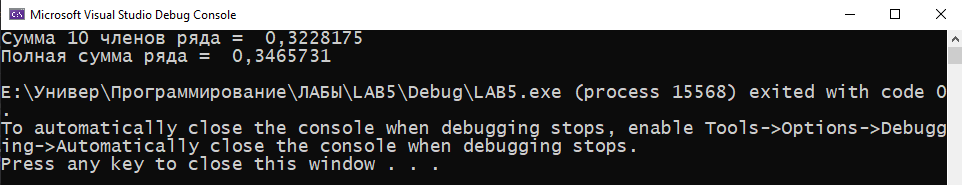 Microsoft Visual Studio Debug Console
Сумма 10 членов ряда =  0,3228175
Полная сумма ряда =  0,3465731
E:\Универ\Программирование\ЛАБЫ\LAB5\Debug\LAB5.exe (process 15568) exited with code 0
.
To automatically close the console when debugging stops, enable Tools->Options->Debugg
ing->Automatically close the console when debugging stops.
Press any key to close this window . . .